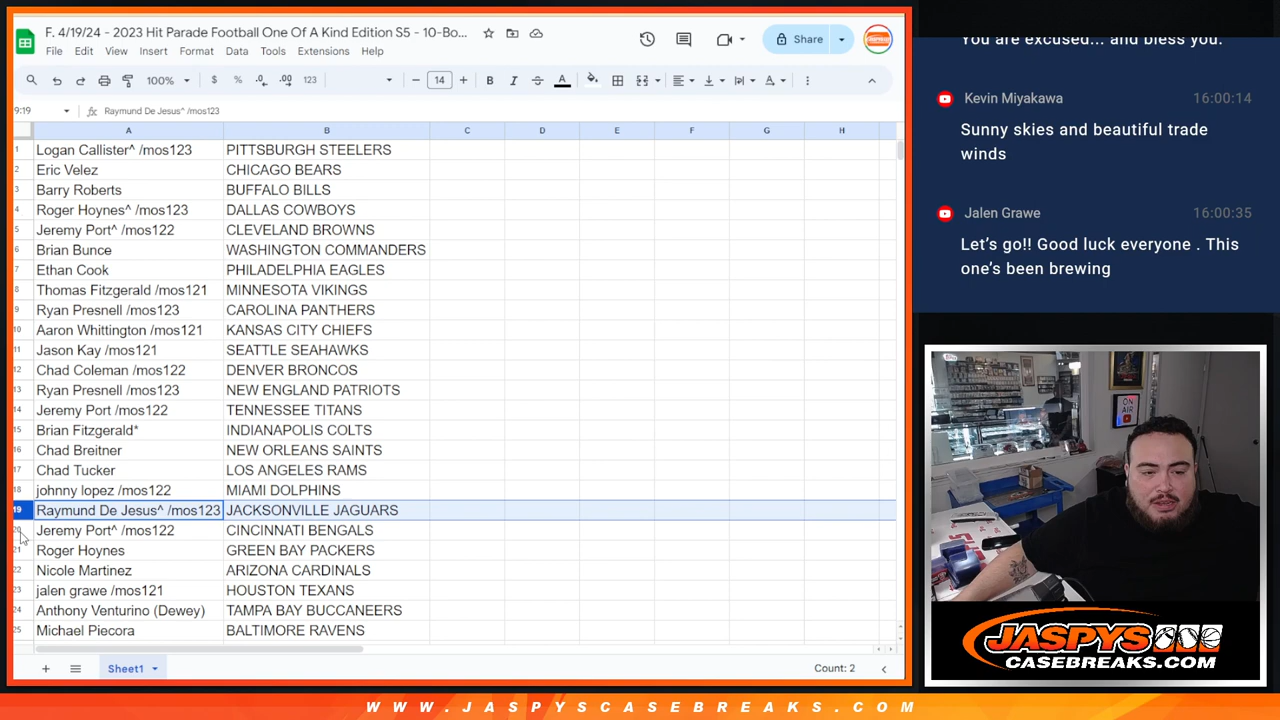 F. 4/19/24 - 2023 Hit Parade Football One Of A Kind Edition S5 - 10-Bo...
File Edit View Insert Format Data Tools Extensions Help
Share
100% $ % .0 .00 123 14 B I A
9:19 fx Raymund De Jesus^ /mos123
A B C D E F G H
1 Logan Callister^ /mos123 PITTSBURGH STEELERS
2 Eric Velez CHICAGO BEARS
3 Barry Roberts BUFFALO BILLS
4 Roger Hoynes^ /mos123 DALLAS COWBOYS
5 Jeremy Port^ /mos122 CLEVELAND BROWNS
6 Brian Bunce WASHINGTON COMMANDERS
7 Ethan Cook PHILADELPHIA EAGLES
8 Thomas Fitzgerald /mos121 MINNESOTA VIKINGS
9 Ryan Presnell /mos123 CAROLINA PANTHERS
10 Aaron Whittington /mos121 KANSAS CITY CHIEFS
11 Jason Kay /mos121 SEATTLE SEAHAWKS
12 Chad Coleman /mos122 DENVER BRONCOS
13 Ryan Presnell /mos123 NEW ENGLAND PATRIOTS
14 Jeremy Port /mos122 TENNESSEE TITANS
15 Brian Fitzgerald* INDIANAPOLIS COLTS
16 Chad Breitner NEW ORLEANS SAINTS
17 Chad Tucker LOS ANGELES RAMS
18 johnny lopez /mos122 MIAMI DOLPHINS
19 Raymund De Jesus^ /mos123 JACKSONVILLE JAGUARS
20 Jeremy Port^ /mos122 CINCINNATI BENGALS
21 Roger Hoynes GREEN BAY PACKERS
22 Nicole Martinez ARIZONA CARDINALS
23 jalen grawe /mos121 HOUSTON TEXANS
24 Anthony Venturino (Dewey) TAMPA BAY BUCCANEERS
25 Michael Piecora BALTIMORE RAVENS
Sheet1
Count: 2
You are excused... and bless you.
Kevin Miyakawa 16:00:14
Sunny skies and beautiful trade
winds
Jalen Grawe 16:00:35
Let's go!! Good luck everyone . This
one's been brewing
ON
AIR
JASPYS
CASEBREAKS.COM
WWW.JASPYSCASEBREAKS.COM